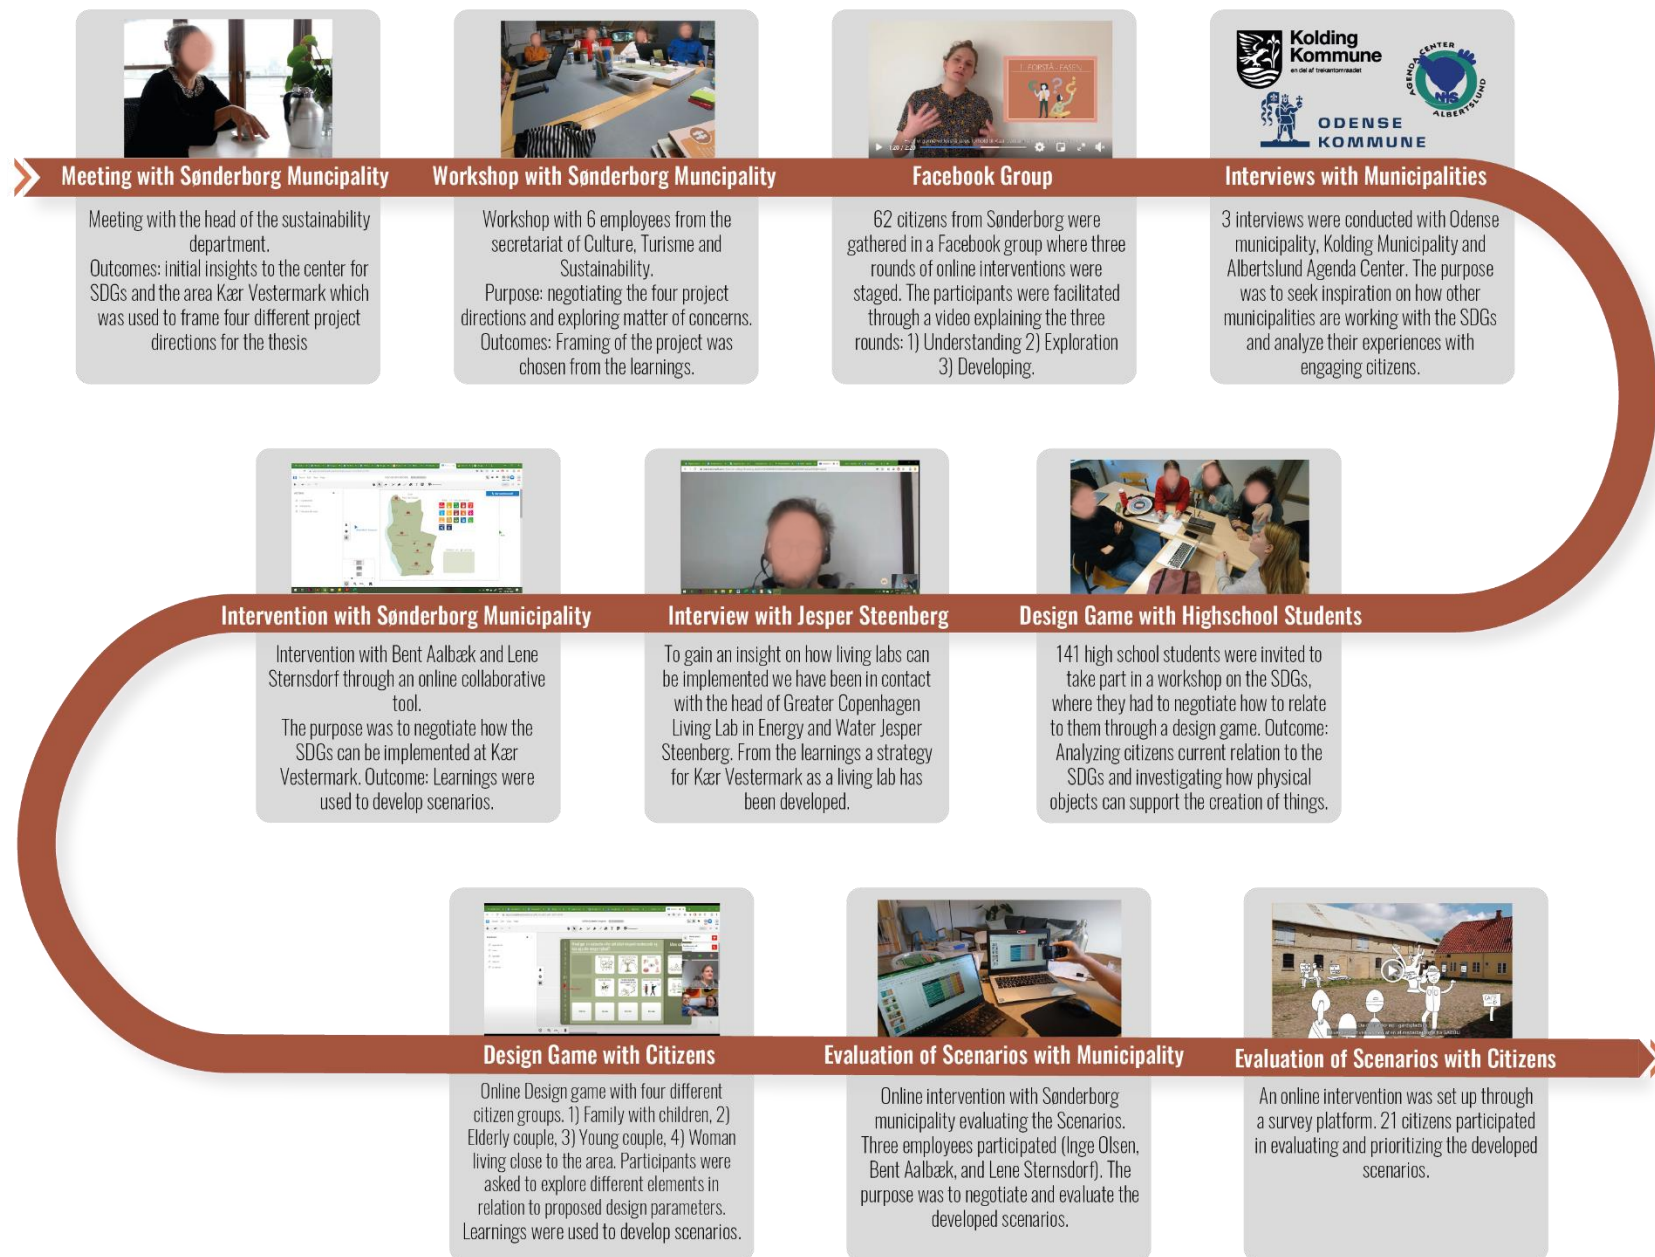 Kolding
Kommune
en del af trekantområdet
AGENDA CENTER
ALBERTSLUND
ODENSE
KOMMUNE
1. FORSTÅ - FASEN
1:20 / 2:29
Meeting with Sønderborg Muncipality
Meeting with the head of the sustainability
department.
Outcomes: initial insights to the center for
SDGs and the area Kær Vestermark which
was used to frame four different project
directions for the thesis
Workshop with Sønderborg Muncipality
Workshop with 6 employees from the
secretariat of Culture, Turisme and
Sustainability.
Purpose: negotiating the four project
directions and exploring matter of concerns.
Outcomes: Framing of the project was
chosen from the learnings.
Facebook Group
62 citizens from Sønderborg were
gathered in a Facebook group where three
rounds of online interventions were
staged. The participants were facilitated
through a video explaining the three
rounds: 1) Understanding 2) Exploration
3) Developing.
Interviews with Municipalities
3 interviews were conducted with Odense
municipality, Kolding Municipality and
Albertslund Agenda Center. The purpose
was to seek inspiration on how other
municipalities are working with the SDGs
and analyze their experiences with
engaging citizens.
Intervention with Sønderborg Municipality
Intervention with Bent Aalbæk and Lene
Sternsdorf through an online collaborative
tool.
The purpose was to negotiate how the
SDGs can be implemented at Kær
Vestermark. Outcome: Learnings were
used to develop scenarios.
Interview with Jesper Steenberg
To gain an insight on how living labs can
be implemented we have been in contact
with the head of Greater Copenhagen
Living Lab in Energy and Water Jesper
Steenberg. From the learnings a strategy
for Kær Vestermark as a living lab has
been developed.
Design Game with Highschool Students
141 high school students were invited to
take part in a workshop on the SDGs,
where they had to negotiate how to relate
to them through a design game. Outcome:
Analyzing citizens current relation to the
SDGs and investigating how physical
objects can support the creation of things.
Design Game with Citizens
Online Design game with four different
citizen groups. 1) Family with children, 2)
Elderly couple, 3) Young couple, 4) Woman
living close to the area. Participants were
asked to explore different elements in
relation to proposed design parameters.
Learnings were used to develop scenarios.
Evaluation of Scenarios with Municipality
Online intervention with Sønderborg
municipality evaluating the Scenarios.
Three employees participated (Inge Olsen,
Bent Aalbæk, and Lene Sternsdorf). The
purpose was to negotiate and evaluate the
developed scenarios.
Evaluation of Scenarios with Citizens
An online intervention was set up through
a survey platform. 21 citizens participated
in evaluating and prioritizing the developed
scenarios.